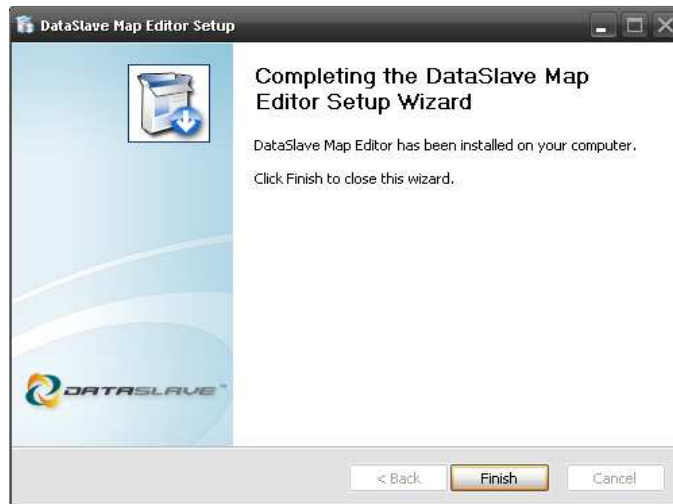 DataSlave Map Editor Setup
Completing the DataSlave Map
Editor Setup Wizard
DataSlave Map Editor has been installed on your computer.
Click Finish to close this wizard.
DATASLAVE™
< Back
Finish
Cancel